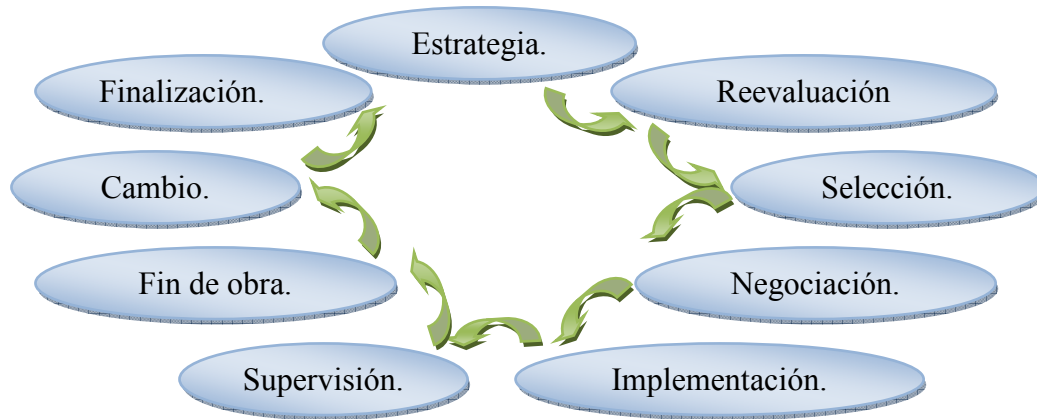 Estrategia.
Reevaluación
Selección.
Negociación.
Implementación.
Supervisión.
Fin de obra.
Cambio.
Finalización.